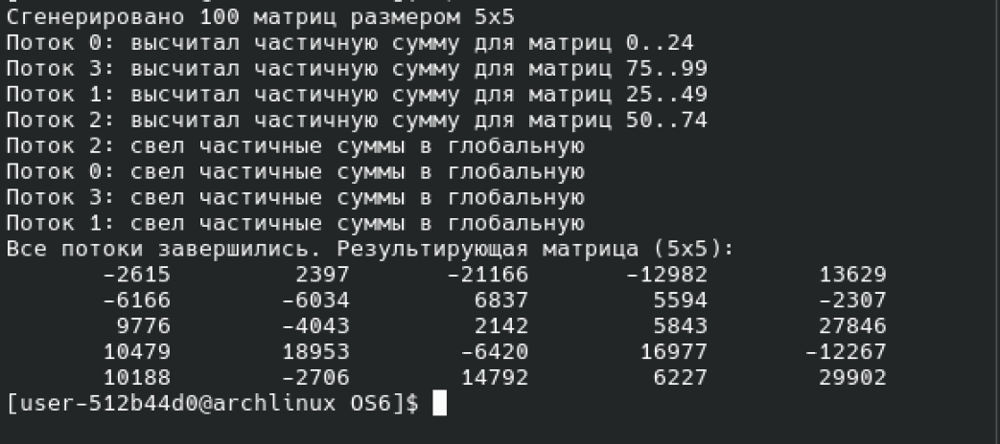 Сгенерировано 100 матриц размером 5x5
Поток 0: высчитал частичную сумму для матриц 0..24
Поток 3: высчитал частичную сумму для матриц 75..99
Поток 1: высчитал частичную сумму для матриц 25..49
Поток 2: высчитал частичную сумму для матриц 50..74
Поток 2: свел частичные суммы в глобальную
Поток 0: свел частичные суммы в глобальную
Поток 3: свел частичные суммы в глобальную
Поток 1: свел частичные суммы в глобальную
Все потоки завершились. Результирующая матрица (5x5):
-2615 2397 -21166 -12982 13629
-6166 -6034 6837 5594 -2307
9776 -4043 2142 5843 27846
10479 18953 -6420 16977 -12267
10188 -2706 14792 6227 29902
[user-512b44d0@archlinux OS6]$